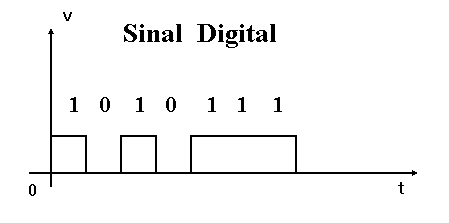 v
Sinal Digital
1 0 1 0 1 1 1
0 t